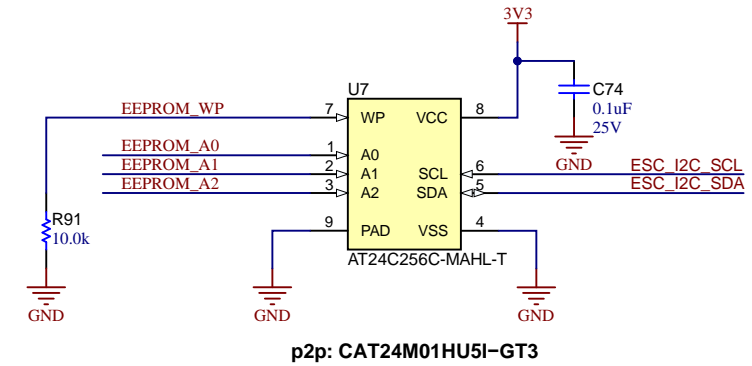 3V3
U7
C74
0.1uF
25V
GND
EEPROM_WP
7
WP
VCC
8
EEPROM_A0
1
A0
EEPROM_A1
2
A1
SCL
6
ESC_I2C_SCL
EEPROM_A2
3
A2
SDA
5
ESC_I2C_SDA
R91
10.0k
9
PAD
VSS
4
AT24C256C-MAHL-T
GND
GND
GND
p2p: CAT24M01HU5I−GT3